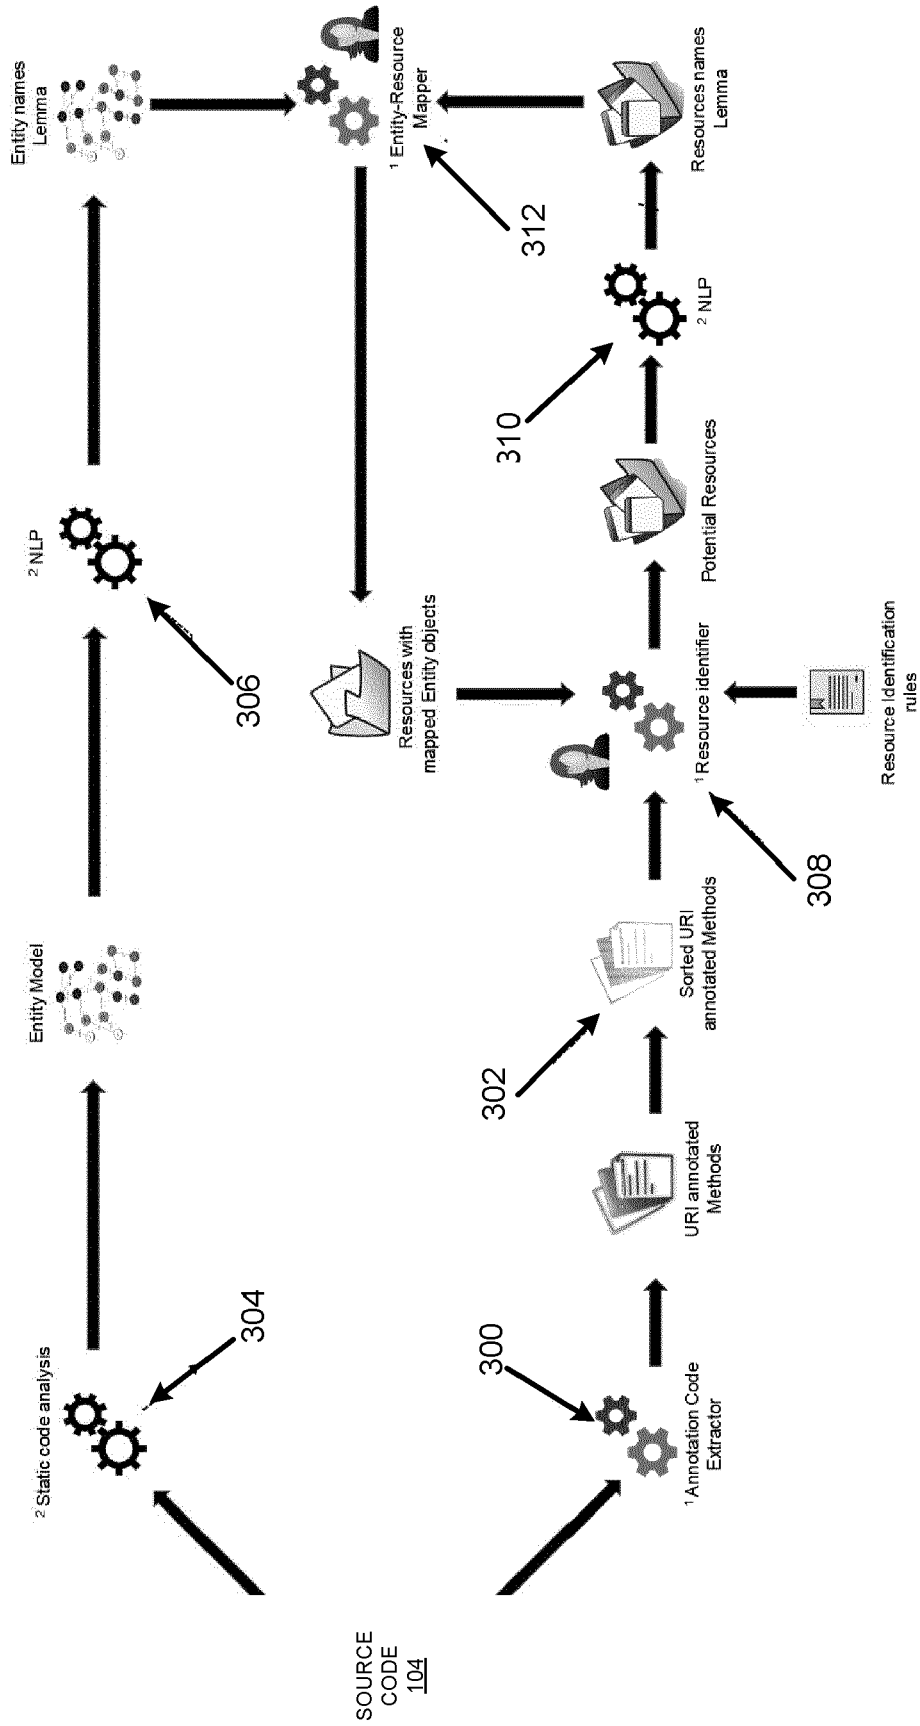 SOURCE
CODE
104
² Static code analysis
304
Entity Model
² NLP
306
Entity names
Lemma
¹ Entity-Resource
Mapper
312
Resources with
mapped Entity objects
¹ Annotation Code
Extractor
300
URI annotated
Methods
Sorted URI
annotated Methods
302
¹ Resource identifier
308
Resource Identification
rules
Potential Resources
² NLP
310
Resources names
Lemma